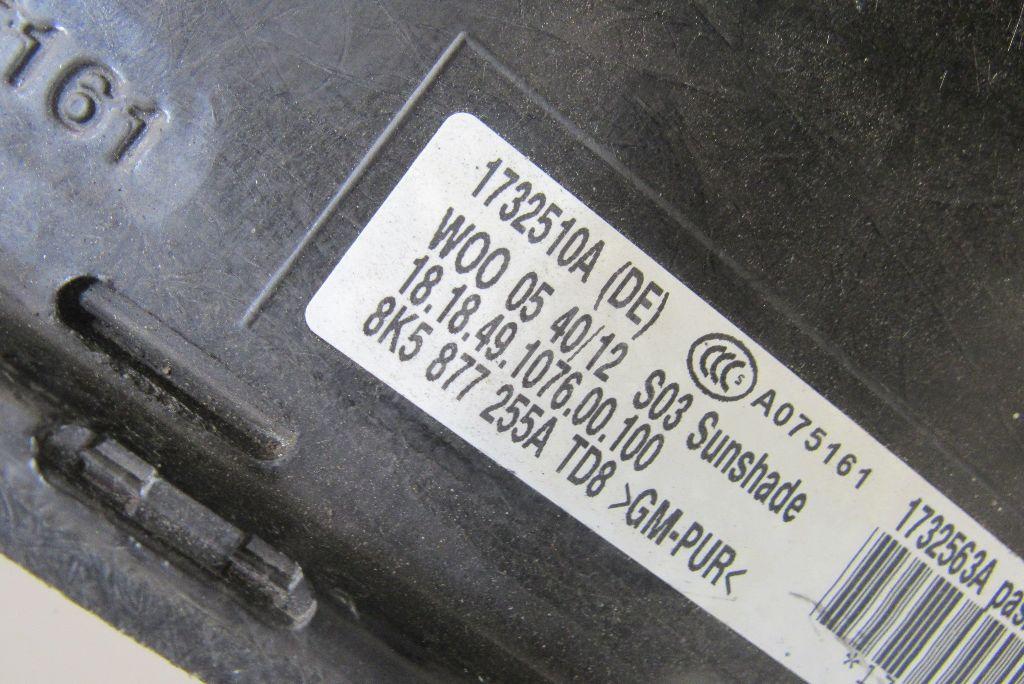 161
1732510A (DE)
WOO 05 40/12 S03 Sunshade
18.18.49.1076.00.100
8K5 877 255A TD8 >GM-PUR<
CCC S A075161
1732563A